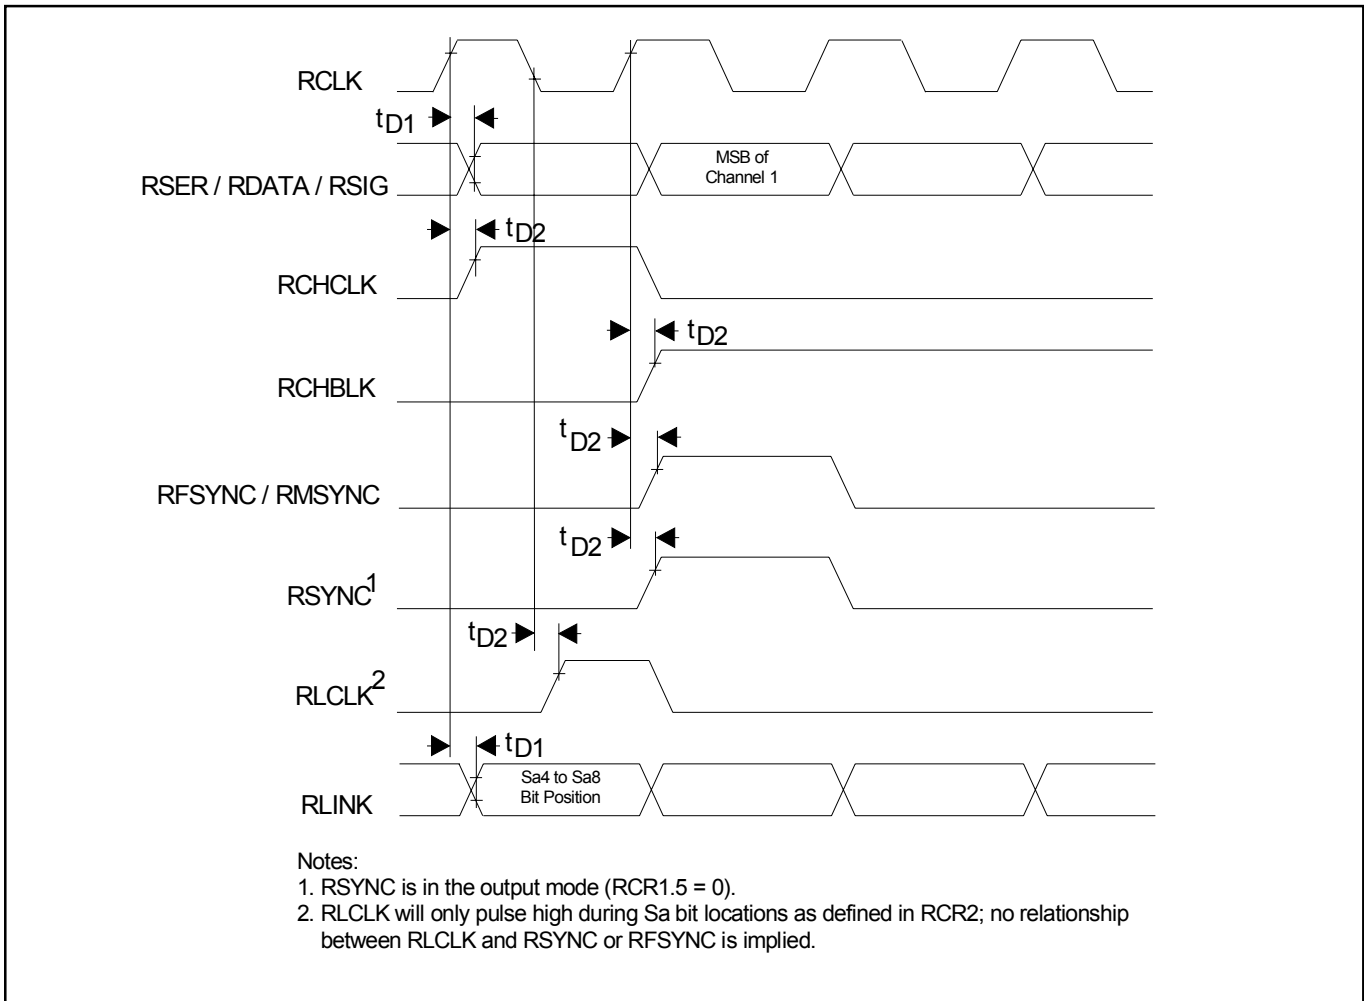 RCLK
tD1
RSER / RDATA / RSIG
MSB of
Channel 1
tD2
RCHCLK
tD2
RCHBLK
tD2
RFSYNC / RMSYNC
tD2
RSYNC1
tD2
RLCLK2
tD1
RLINK
Sa4 to Sa8
Bit Position
Notes:
1. RSYNC is in the output mode (RCR1.5 = 0).
2. RLCLK will only pulse high during Sa bit locations as defined in RCR2; no relationship
between RLCLK and RSYNC or RFSYNC is implied.